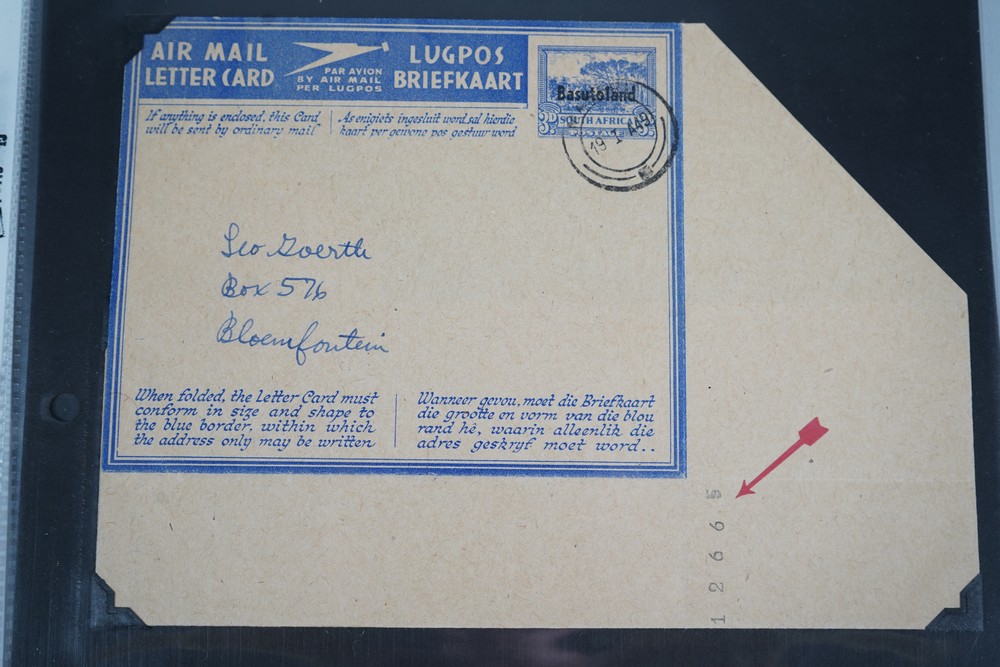 AIR MAIL
LETTER CARD
PAR AVION
BY AIR MAIL
PER LUGPOS
LUGPOS
BRIEFKAART
If anything is enclosed, this Card
will be sent by ordinary mail
As enigiets ingesluit word, sal hierdie
kaart per gewone pos gestuur word
Basutoland
SOUTH AFRICA
Leo Goerth
Box 576
Bloemfontein
When folded, the letter Card must
conform in size and shape to
the blue border, within which
the address only may be written
Wanneer gevou, moet die Briefkaart
die grootte en vorm van die blou
rand hê, waarin alleenlik die
adres geskryf moet word..
1266